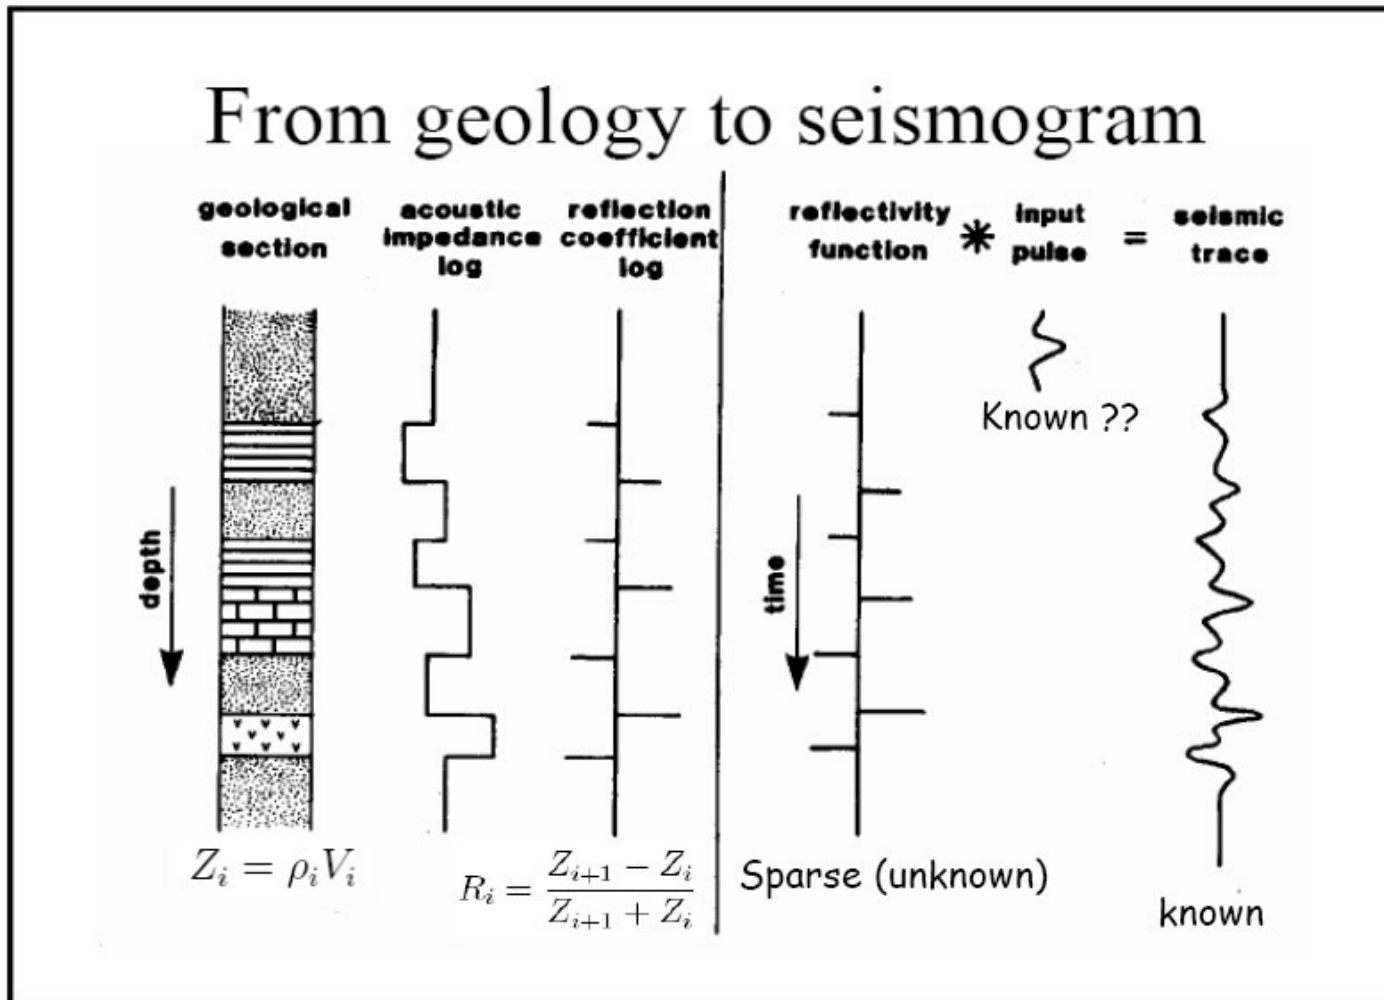 From geology to seismogram
geological
section
acoustic
impedance
log
reflection
coefficient
log
reflectivity
function
*
input
pulse
=
seismic
trace
Known ??
depth
time
Z_i = ρ_i V_i
R_i = \frac{Z_{i+1} - Z_i}{Z_{i+1} + Z_i}
Sparse (unknown)
known